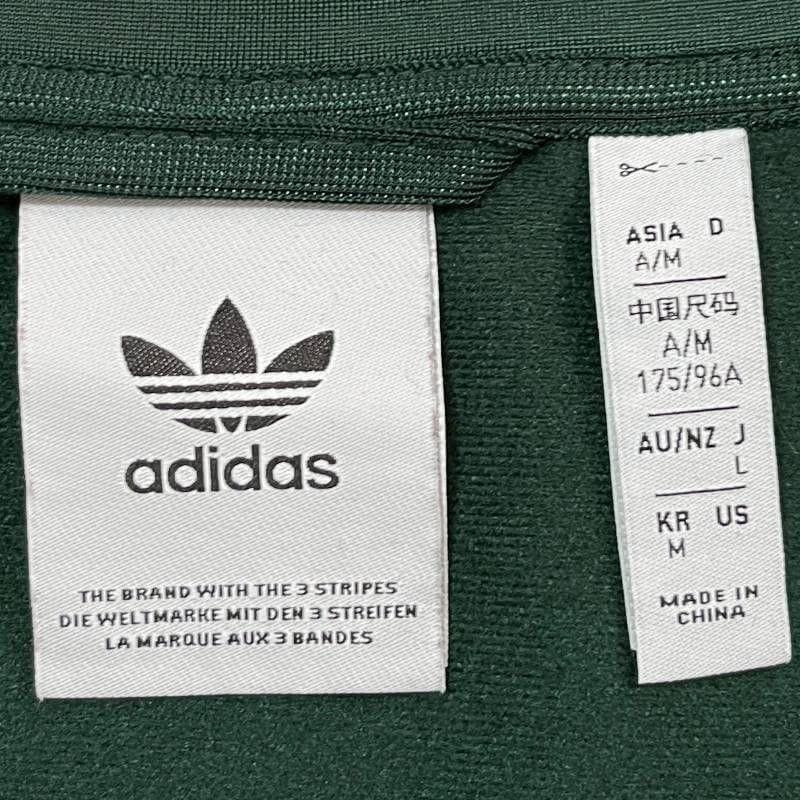 adidas
THE BRAND WITH THE 3 STRIPES
DIE WELTMARKE MIT DEN 3 STREIFEN
LA MARQUE AUX 3 BANDES
ASIA D
A/M
中国尺码
A/M
175/96A
AU/NZ J
L
KR US
M
MADE IN
CHINA